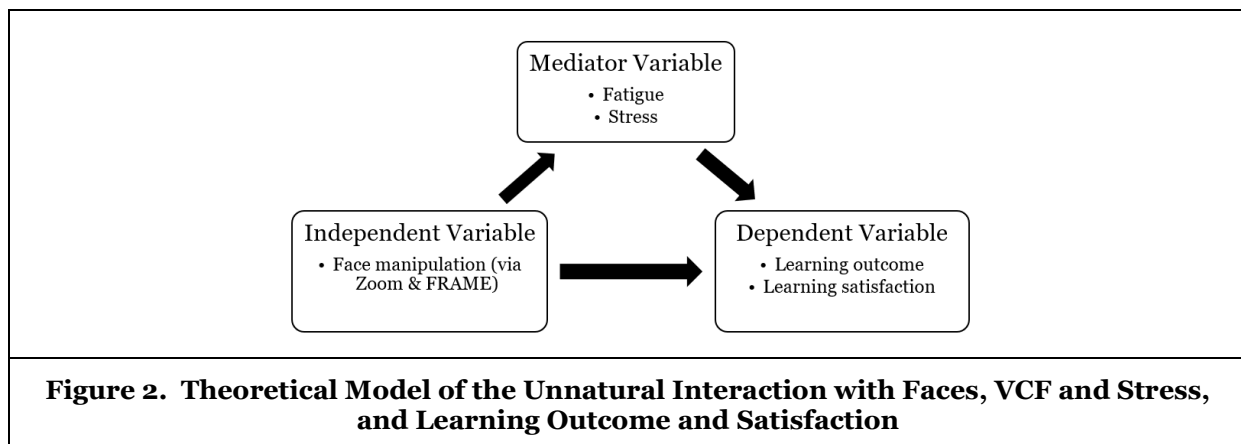 Mediator Variable
• Fatigue
• Stress
Independent Variable
• Face manipulation (via
Zoom & FRAME)
Dependent Variable
• Learning outcome
• Learning satisfaction
Figure 2. Theoretical Model of the Unnatural Interaction with Faces, VCF and Stress,
and Learning Outcome and Satisfaction